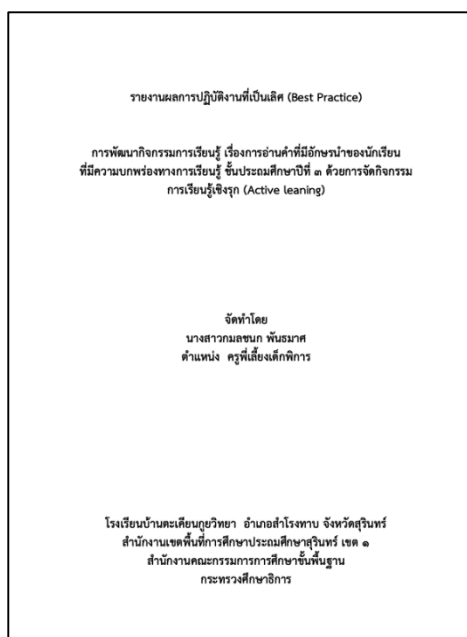 รายงานผลการปฏิบัติงานที่เป็นเลิศ (Best Practice)
การพัฒนากิจกรรมการเรียนรู้ เรื่องการอ่านคำที่มีอักษรนำของนักเรียน
ที่มีความบกพร่องทางการเรียนรู้ ชั้นประถมศึกษาปีที่ ๓ ด้วยการจัดกิจกรรม
การเรียนรู้เชิงรุก (Active leaning)
จัดทำโดย
นางสาวกมลชนก พันธมาศ
ตำแหน่ง ครูพี่เลี้ยงเด็กพิการ
โรงเรียนบ้านตะเคียนกูยวิทยา อำเภอสำโรงทาบ จังหวัดสุรินทร์
สำนักงานเขตพื้นที่การศึกษาประถมศึกษาสุรินทร์ เขต ๑
สำนักงานคณะกรรมการการศึกษาขั้นพื้นฐาน
กระทรวงศึกษาธิการ